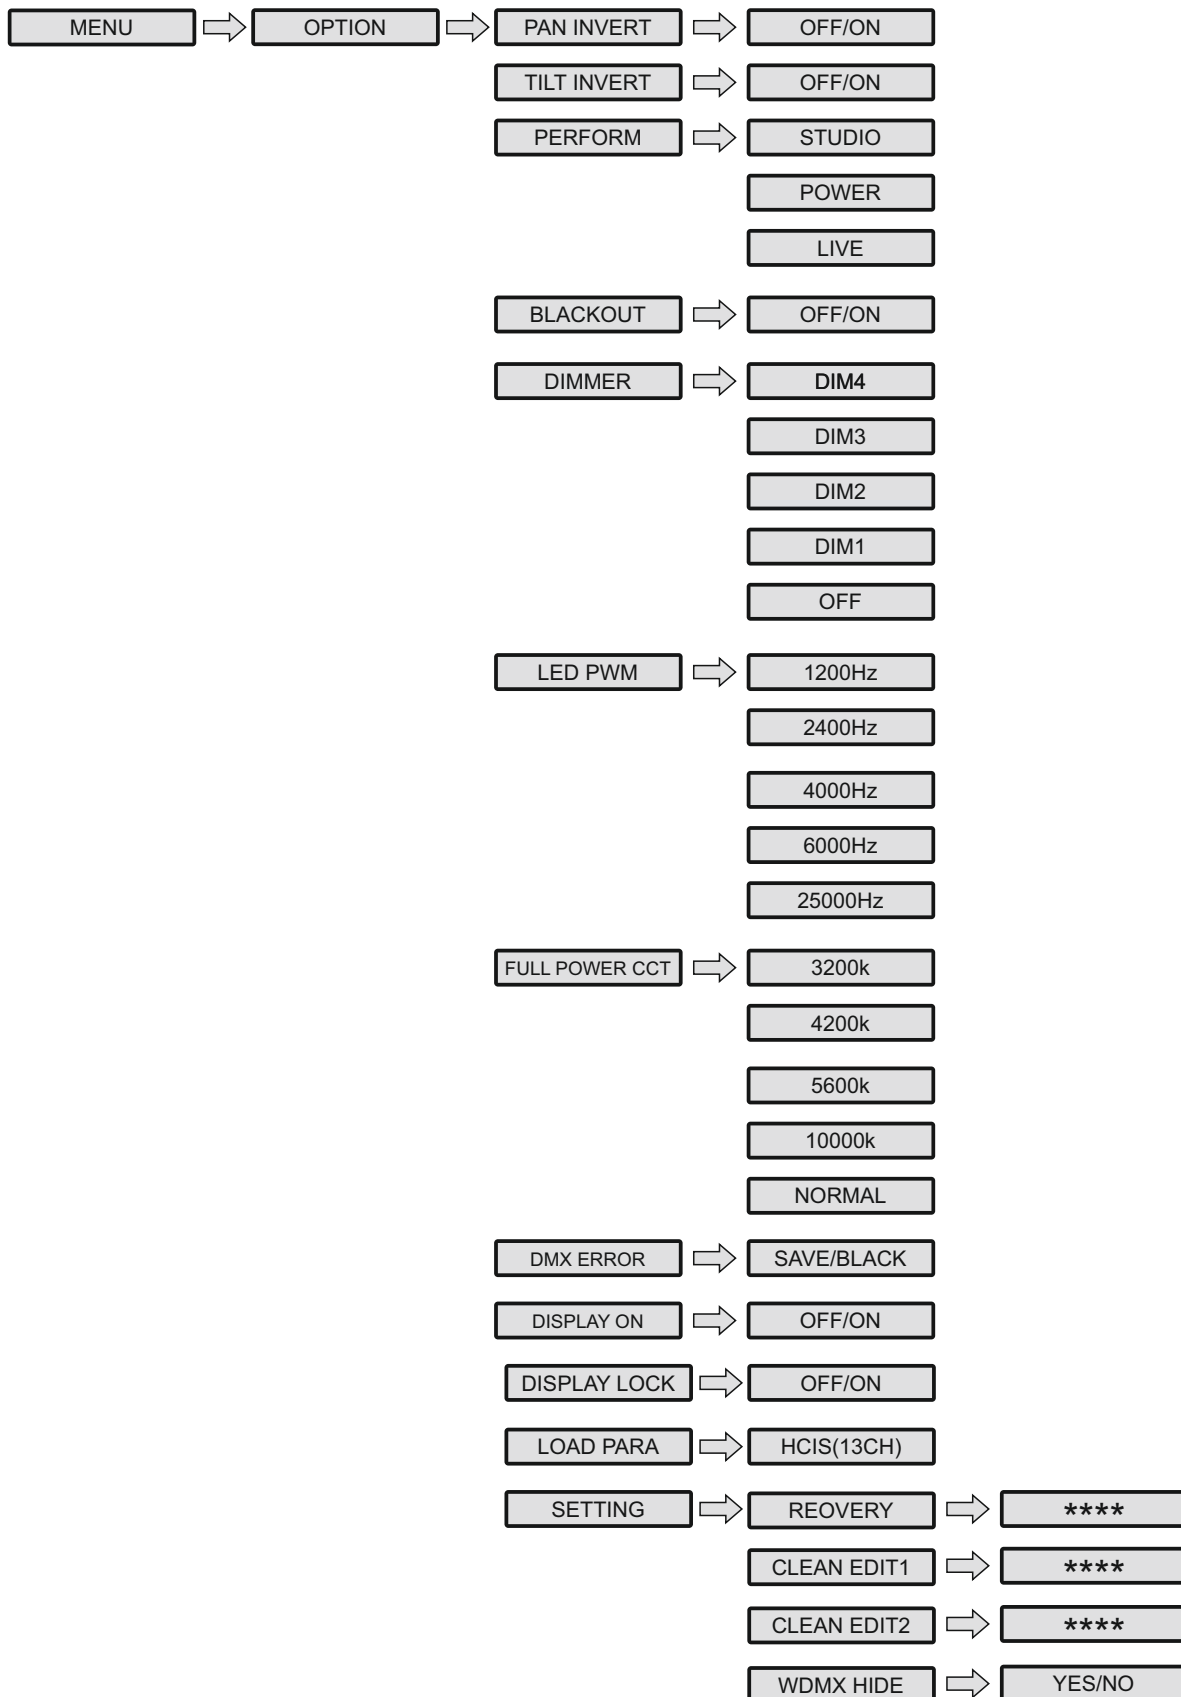 MENU OPTION PAN INVERT OFF/ON
TILT INVERT OFF/ON
PERFORM STUDIO
POWER
LIVE
BLACKOUT OFF/ON
DIMMER DIM4
DIM3
DIM2
DIM1
OFF
LED PWM 1200Hz
2400Hz
4000Hz
6000Hz
25000Hz
FULL POWER CCT 3200k
4200k
5600k
10000k
NORMAL
DMX ERROR SAVE/BLACK
DISPLAY ON OFF/ON
DISPLAY LOCK OFF/ON
LOAD PARA HCIS(13CH)
SETTING REOVERY ****
CLEAN EDIT1 ****
CLEAN EDIT2 ****
WDMX HIDE YES/NO